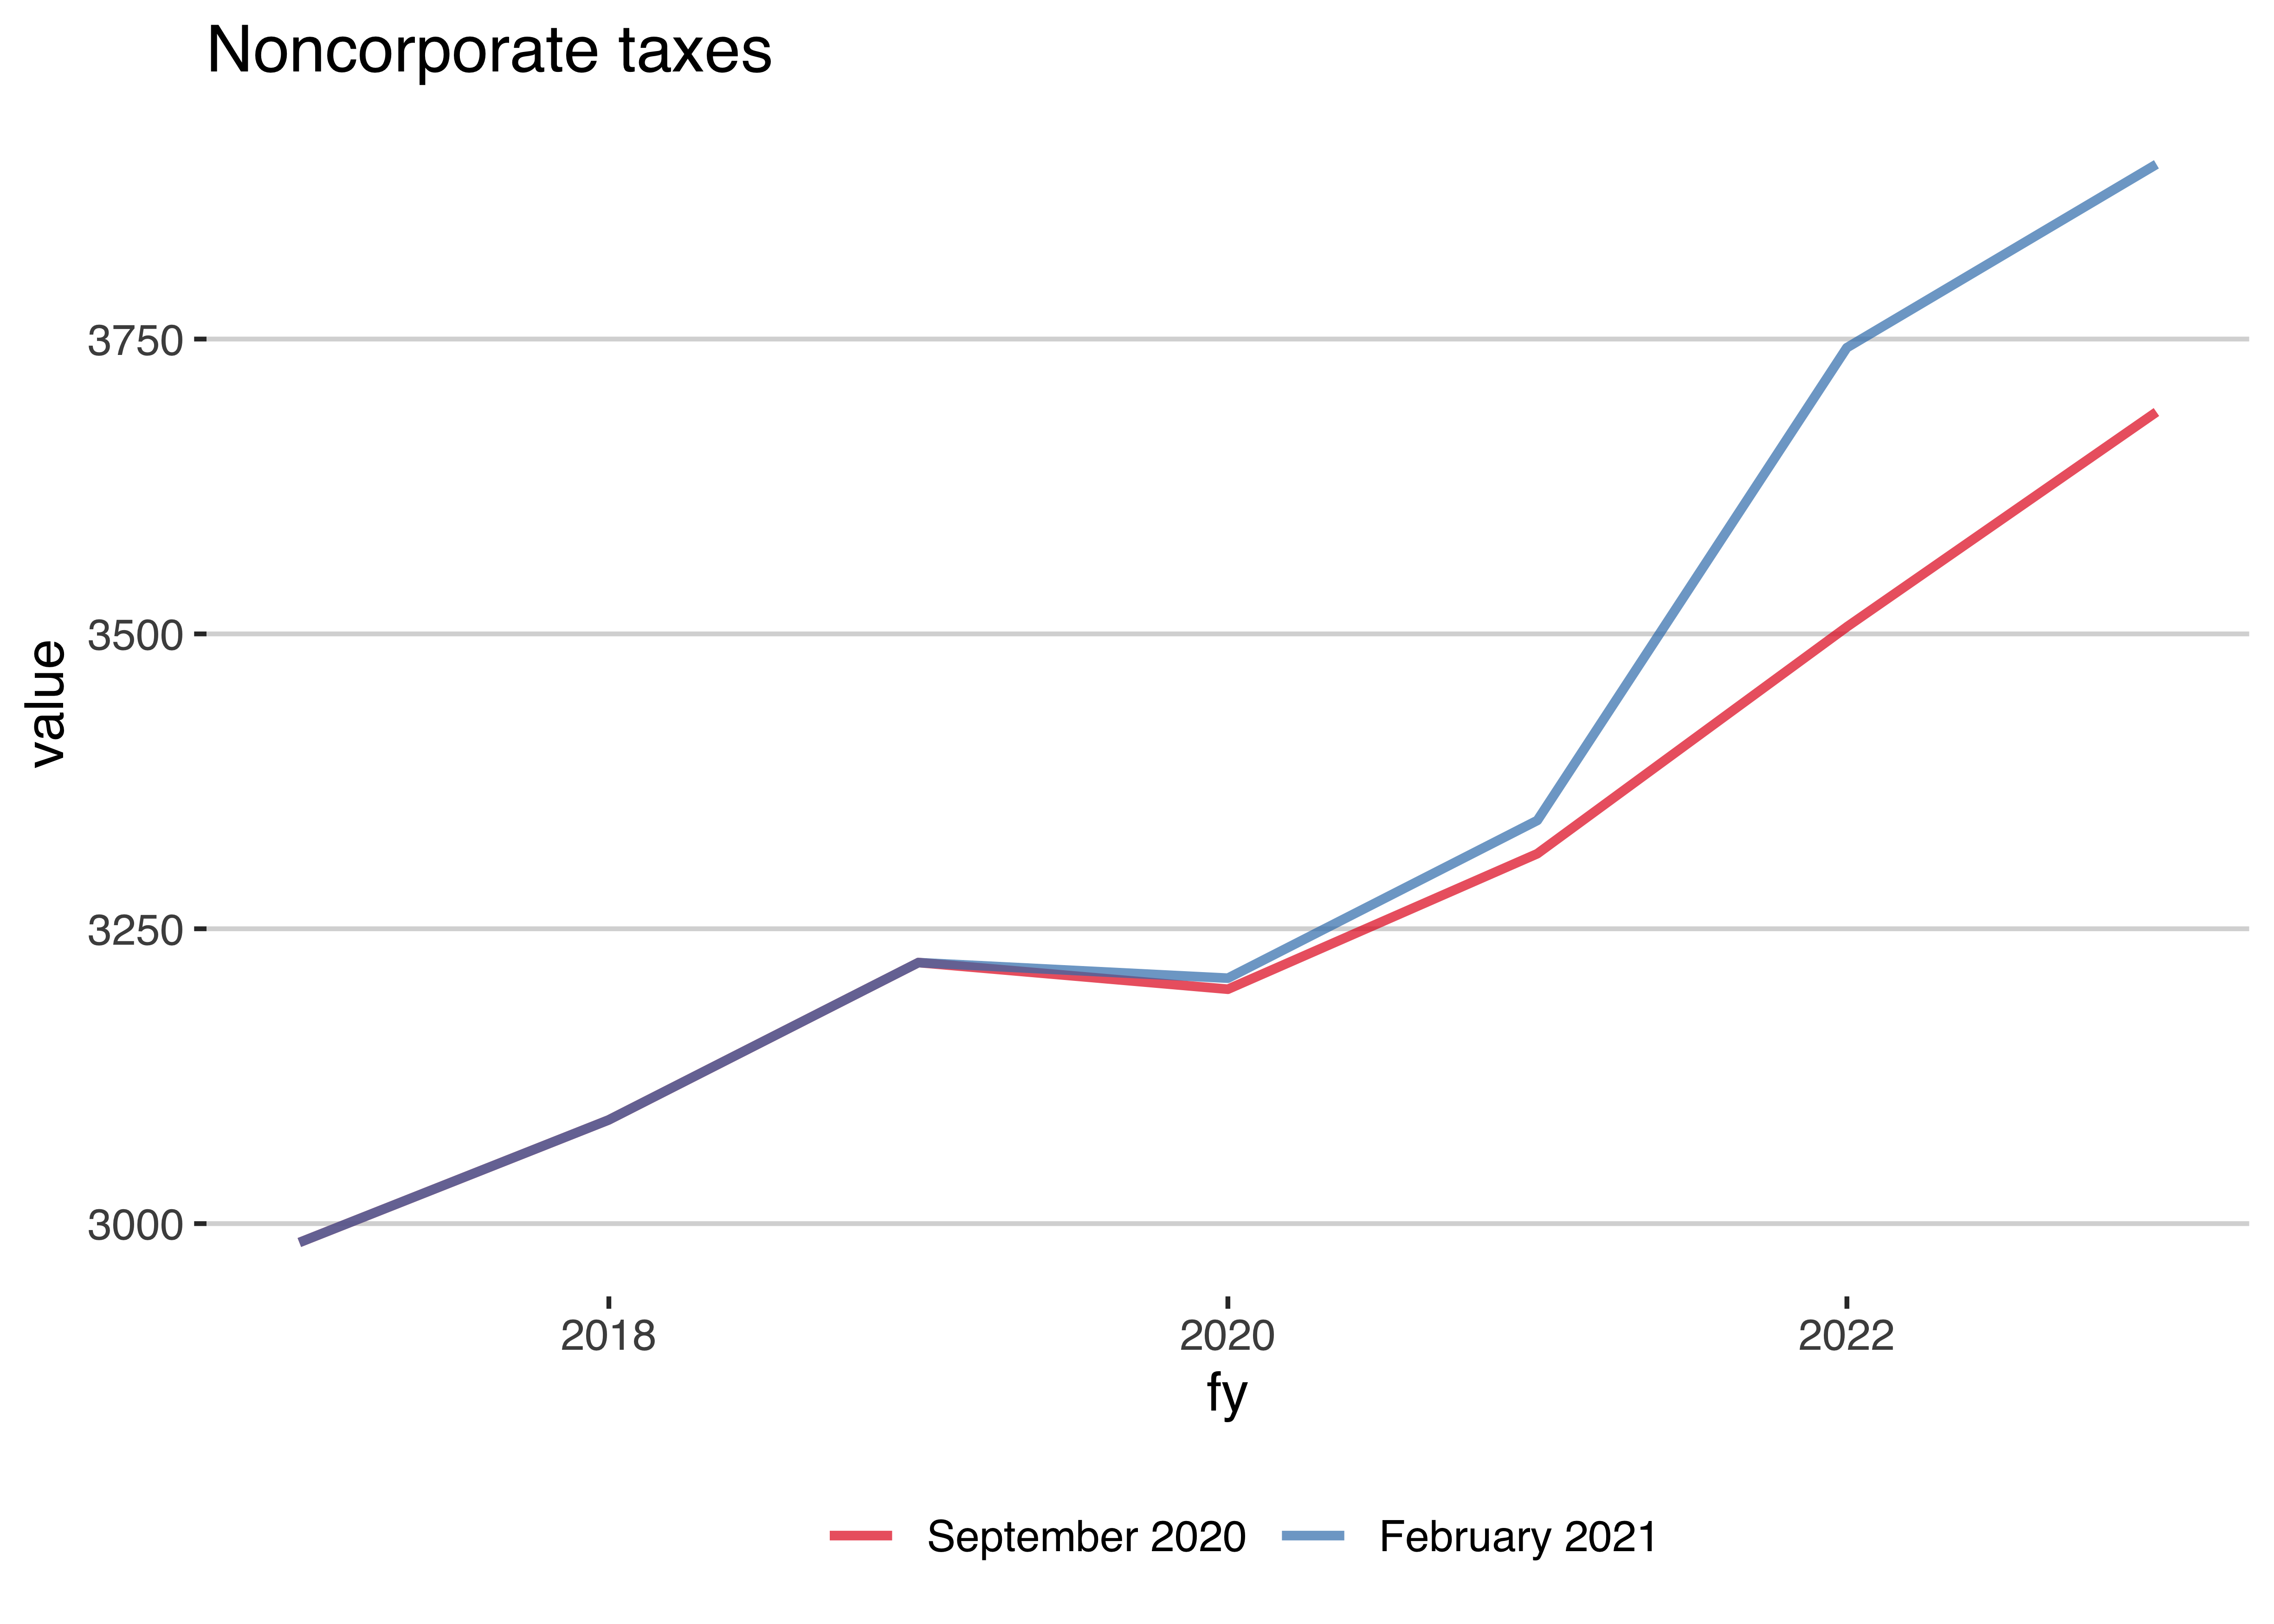 Noncorporate taxes
value
3750
3500
3250
3000
2018 2020 2022
fy
September 2020 February 2021